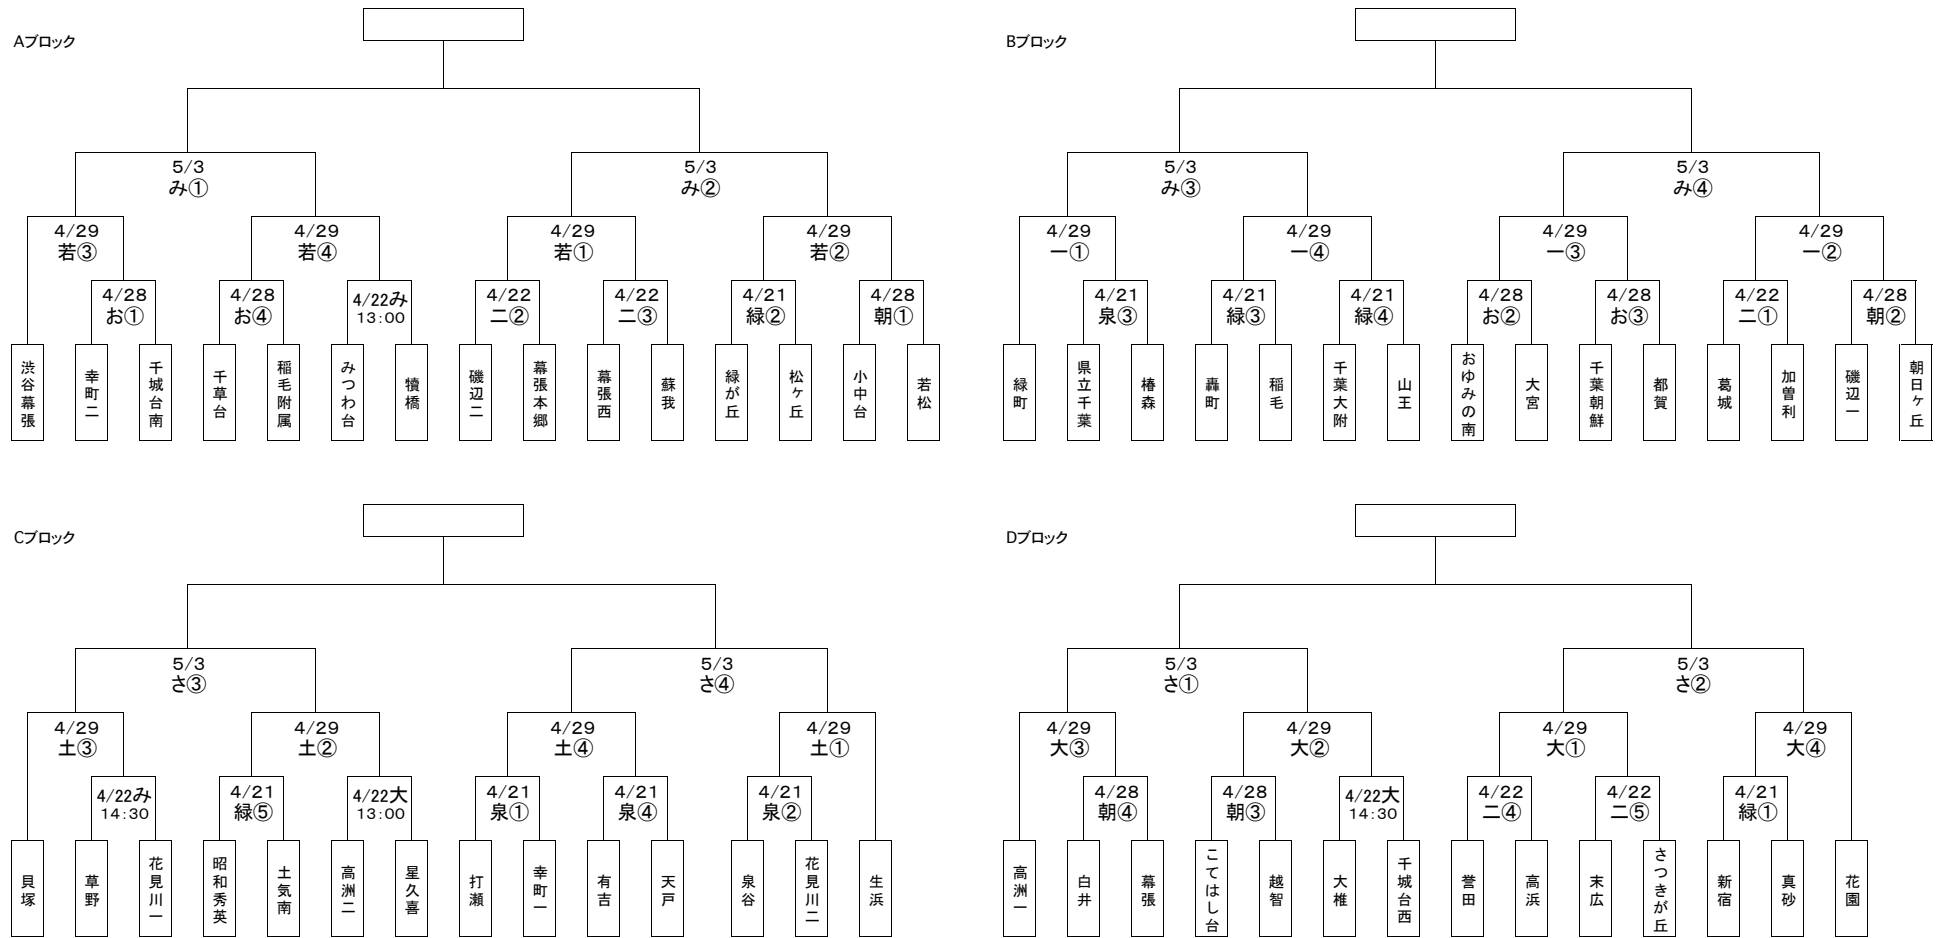 Aブロック
5/3
み①
5/3
み②
4/29
若③
4/29
若④
4/29
若①
4/29
若②
4/28
お①
4/28
お④
4/22み
13:00
4/22
二②
4/22
二③
4/21
緑②
4/28
朝①
渋谷幕張
幸町二
千城台南
千草台
稲毛附属
みつわ台
犢橋
磯辺二
幕張本郷
幕張西
蘇我
緑が丘
松ヶ丘
小中台
若松
Bブロック
5/3
み③
5/3
み④
4/29
一①
4/29
一④
4/29
一③
4/29
一②
4/21
泉③
4/21
緑③
4/21
緑④
4/28
お②
4/28
お③
4/22
二①
4/28
朝②
緑町
県立千葉
椿森
轟町
稲毛
千葉大附
山王
おゆみの南
大宮
千葉朝鮮
都賀
葛城
加曽利
磯辺一
朝日ヶ丘
Cブロック
5/3
さ③
5/3
さ④
4/29
土③
4/29
土②
4/29
土④
4/29
土①
4/22み
14:30
4/21
緑⑤
4/22大
13:00
4/21
泉①
4/21
泉④
4/21
泉②
貝塚
草野
花見川一
昭和秀英
土気南
高洲二
星久喜
打瀬
幸町一
有吉
天戸
泉谷
花見川二
生浜
Dブロック
5/3
さ①
5/3
さ②
4/29
大③
4/29
大②
4/29
大①
4/29
大④
4/28
朝④
4/28
朝③
4/22大
14:30
4/22
二④
4/22
二⑤
4/21
緑①
高洲一
白井
幕張
こてはし台
越智
大椎
千城台西
誉田
高浜
末広
さつきが丘
新宿
真砂
花園